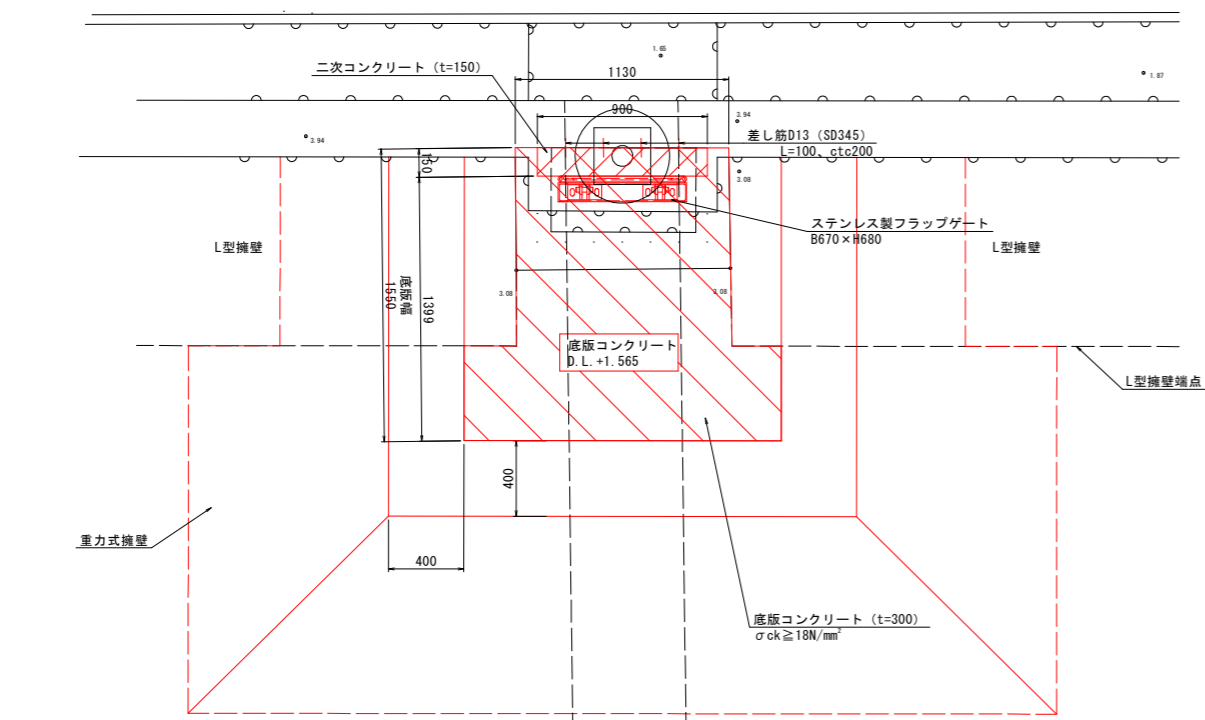 1.65
1.87
二次コンクリート（t=150）
1130
900
3.94
3.94
差し筋D13（SD345）
L=100、ctc200
150
3.08
ステンレス製フラップゲート
B670×H680
L型擁壁
L型擁壁
底版幅
1550
1399
3.08
3.08
底版コンクリート
D.L.+1.565
L型擁壁端点
400
重力式擁壁
400
底版コンクリート（t=300）
σck≧18N/mm²